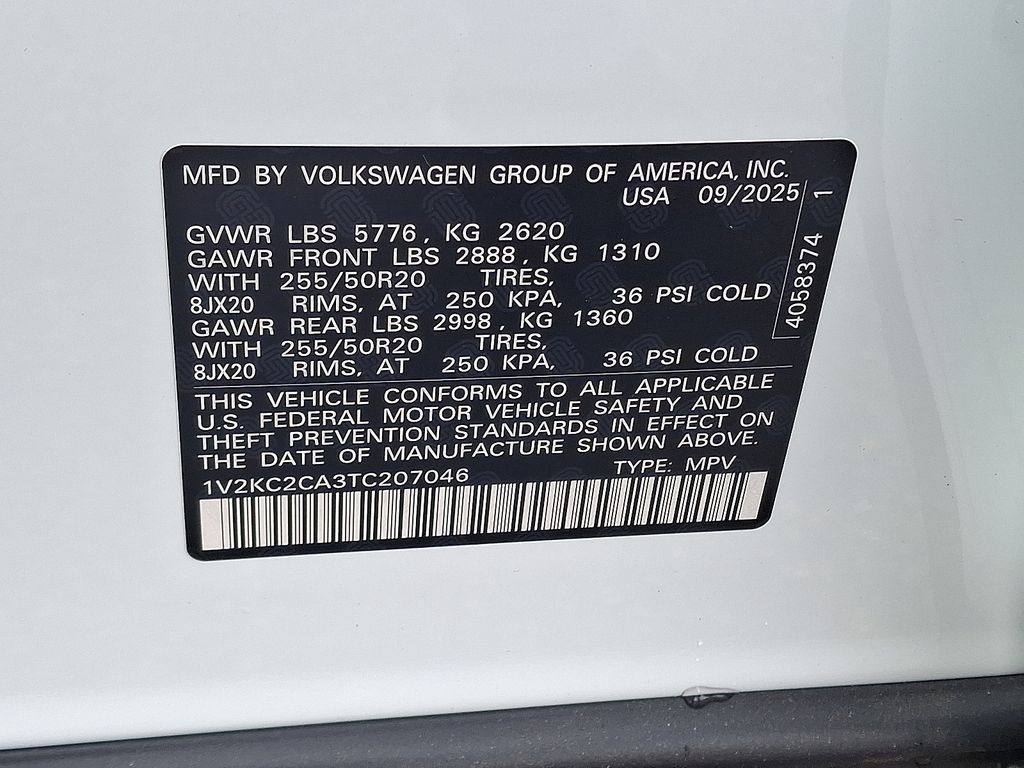 MFD BY VOLKSWAGEN GROUP OF AMERICA, INC.
USA 09/2025
GVWR LBS 5776, KG 2620
GAWR FRONT LBS 2888, KG 1310
WITH 255/50R20 TIRES,
8JX20 RIMS, AT 250 KPA, 36 PSI COLD
GAWR REAR LBS 2998, KG 1360
WITH 255/50R20 TIRES,
8JX20 RIMS, AT 250 KPA, 36 PSI COLD
THIS VEHICLE CONFORMS TO ALL APPLICABLE
U.S. FEDERAL MOTOR VEHICLE SAFETY AND
THEFT PREVENTION STANDARDS IN EFFECT ON
THE DATE OF MANUFACTURE SHOWN ABOVE.
1V2KC2CA3TC207046 TYPE: MPV
4058374 1